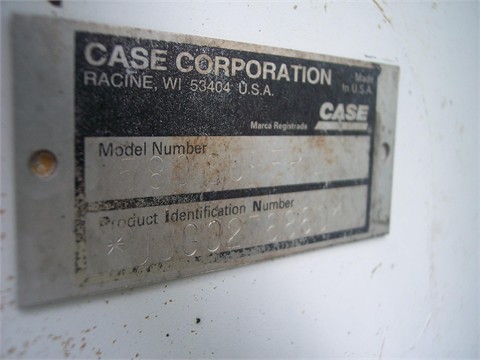 CASE CORPORATION
RACINE, WI 53404 U.S.A.
Made
In U.S.A.
CASE
Marca Registrada
Model Number
Product Identification Number